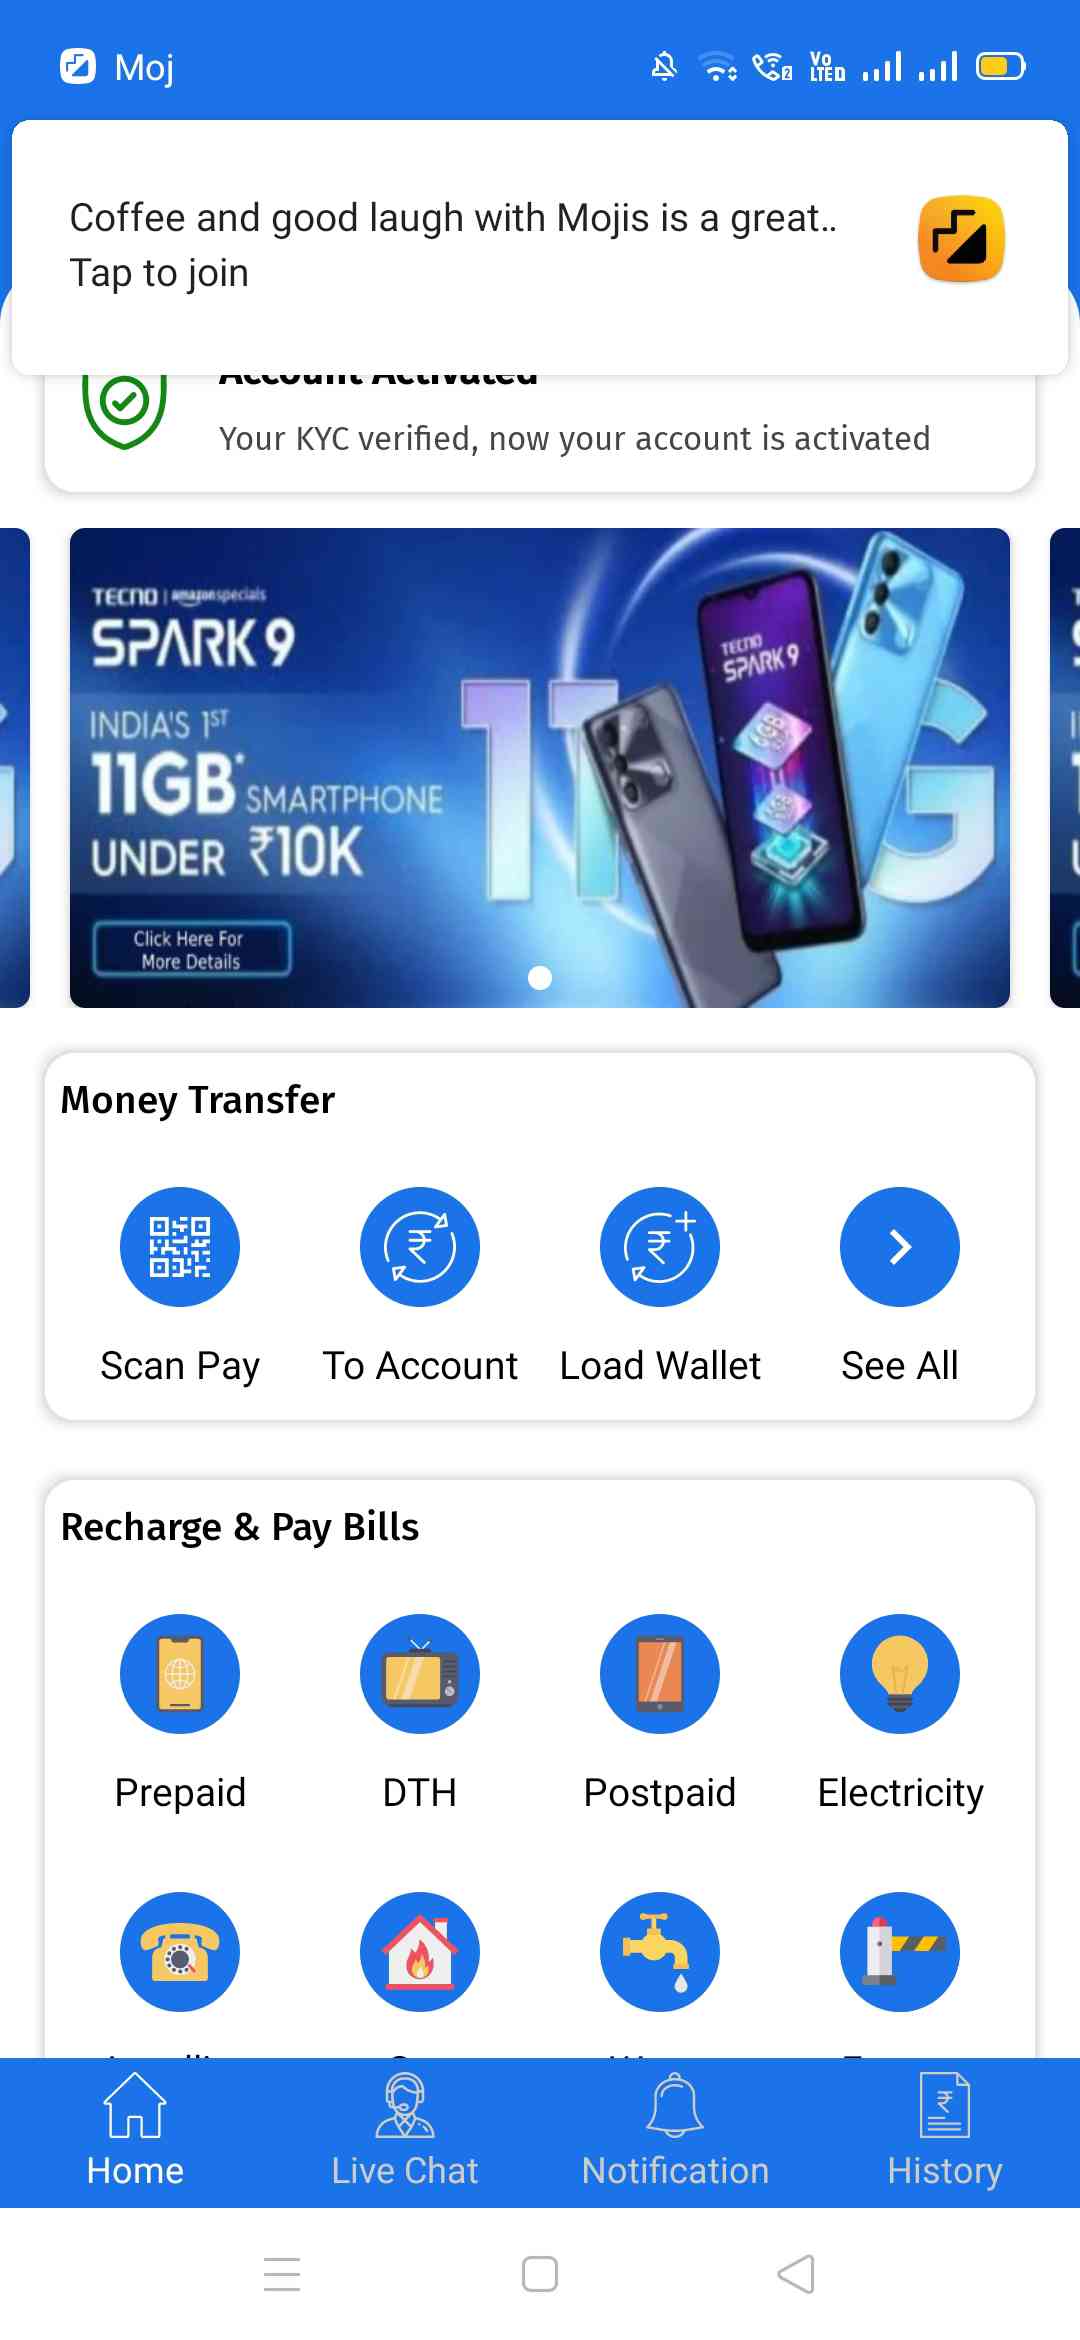 Moj
Vo
LTED
2
Coffee and good laugh with Mojis is a great..
Tap to join
Account Activated
Your KYC verified, now your account is activated
TECNO | amazonspecials
SPARK 9
INDIA'S 1ST
11GB* SMARTPHONE
UNDER ₹10K
Click Here For
More Details
TECNO
SPARK 9
Money Transfer
Scan Pay
To Account
Load Wallet
See All
Recharge & Pay Bills
Prepaid
DTH
Postpaid
Electricity
Home
Live Chat
Notification
History